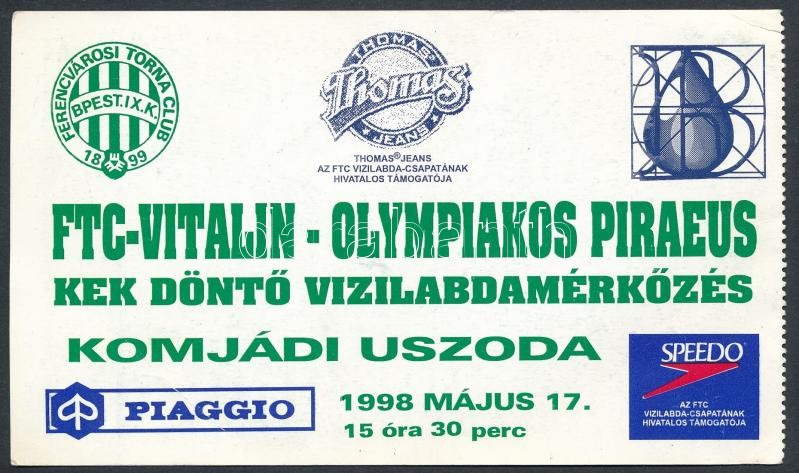 FERENCVÁROSI TORNA CLUB
BPEST.IX.K.
18 99
THOMAS
Thomas
JEANS
THOMAS®JEANS
AZ FTC VIZILABDA-CSAPATÁNAK
HIVATALOS TÁMOGATÓJA
FTC-VITALIN - OLYMPIAKOS PIRAEUS
KEK DÖNTŐ VIZILABDAMÉRKŐZÉS
KOMJÁDI USZODA
SPEEDO
AZ FTC
VIZILABDA-CSAPATÁNAK
HIVATALOS TÁMOGATÓJA
PIAGGIO
1998 MÁJUS 17.
15 óra 30 perc